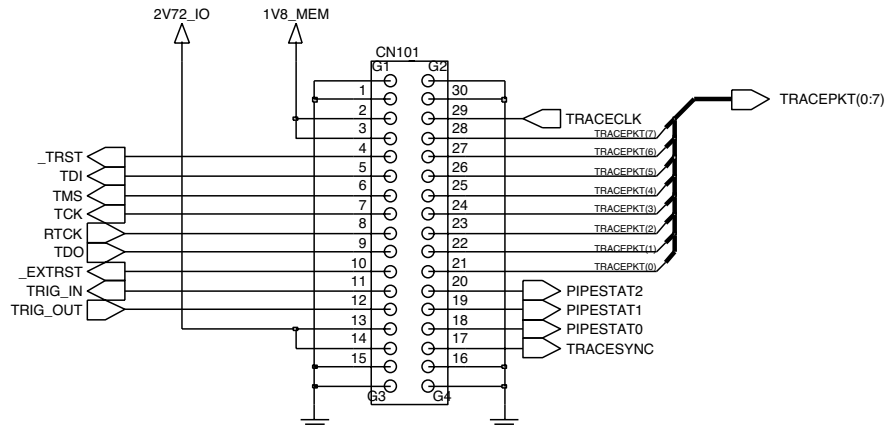 2V72_IO 1V8_MEM
CN101
G1 G2
1 30
2 29 TRACECLK
3 28 TRACEPKT(7)
TRACEPKT(0:7)
_TRST 4 27 TRACEPKT(6)
TDI 5 26 TRACEPKT(5)
TMS 6 25 TRACEPKT(4)
TCK 7 24 TRACEPKT(3)
RTCK 8 23 TRACEPKT(2)
TDO 9 22 TRACEPKT(1)
_EXTRST 10 21 TRACEPKT(0)
TRIG_IN 11 20 PIPESTAT2
TRIG_OUT 12 19 PIPESTAT1
13 18 PIPESTAT0
14 17 TRACESYNC
15 16
G3 G4